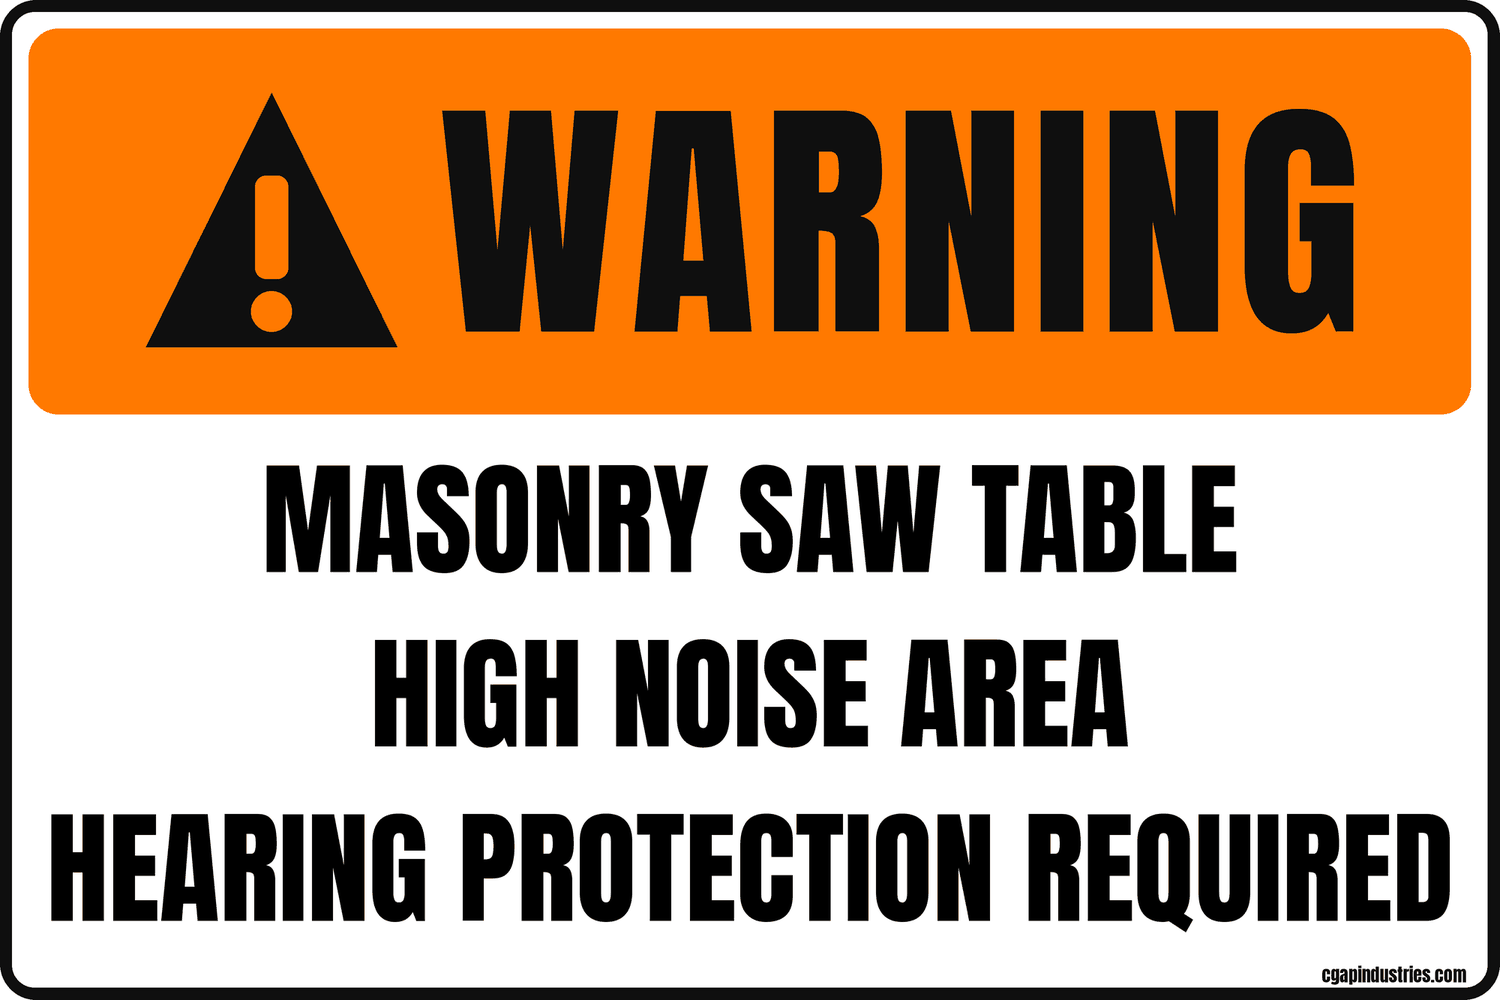 WARNING
MASONRY SAW TABLE
HIGH NOISE AREA
HEARING PROTECTION REQUIRED
cgapindustries.com